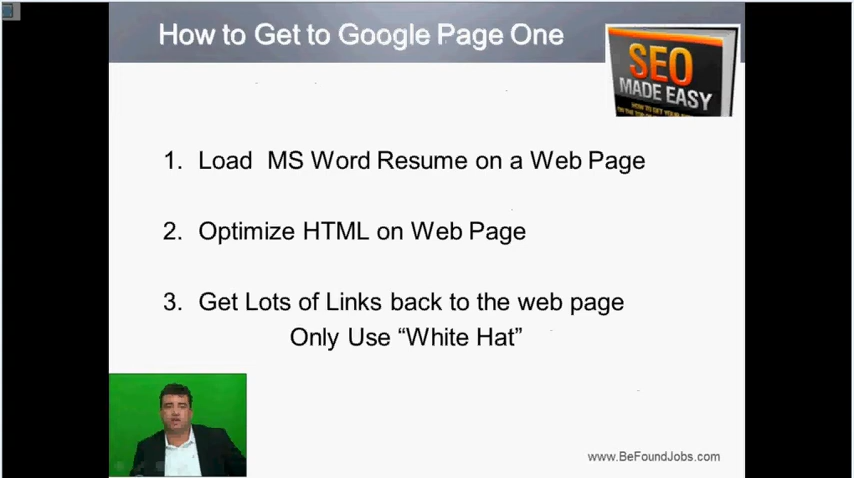 How to Get to Google Page One
SEO
MADE EASY
1. Load MS Word Resume on a Web Page
2. Optimize HTML on Web Page
3. Get Lots of Links back to the web page
Only Use “White Hat”
www.BeFoundJobs.com